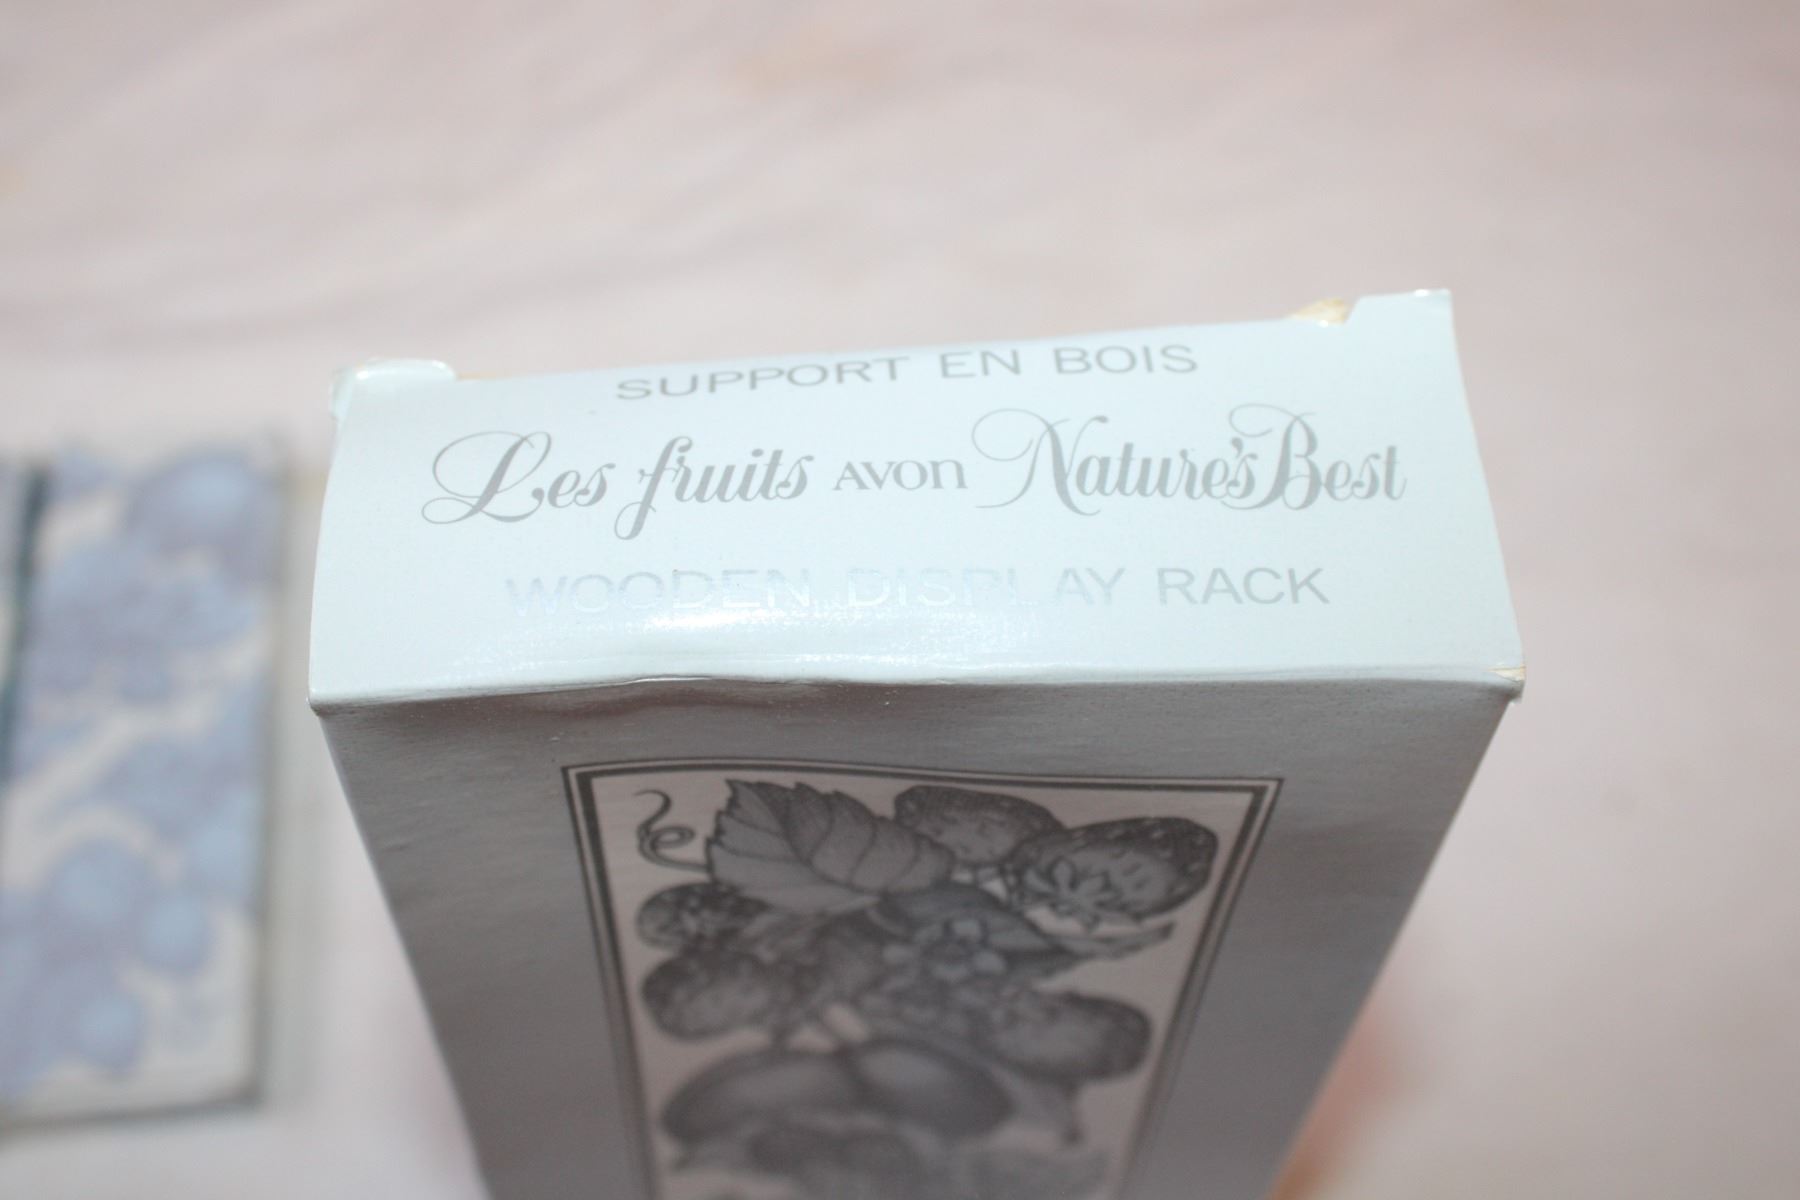 SUPPORT EN BOIS
Les fruits AVON Nature's Best
WOODEN DISPLAY RACK